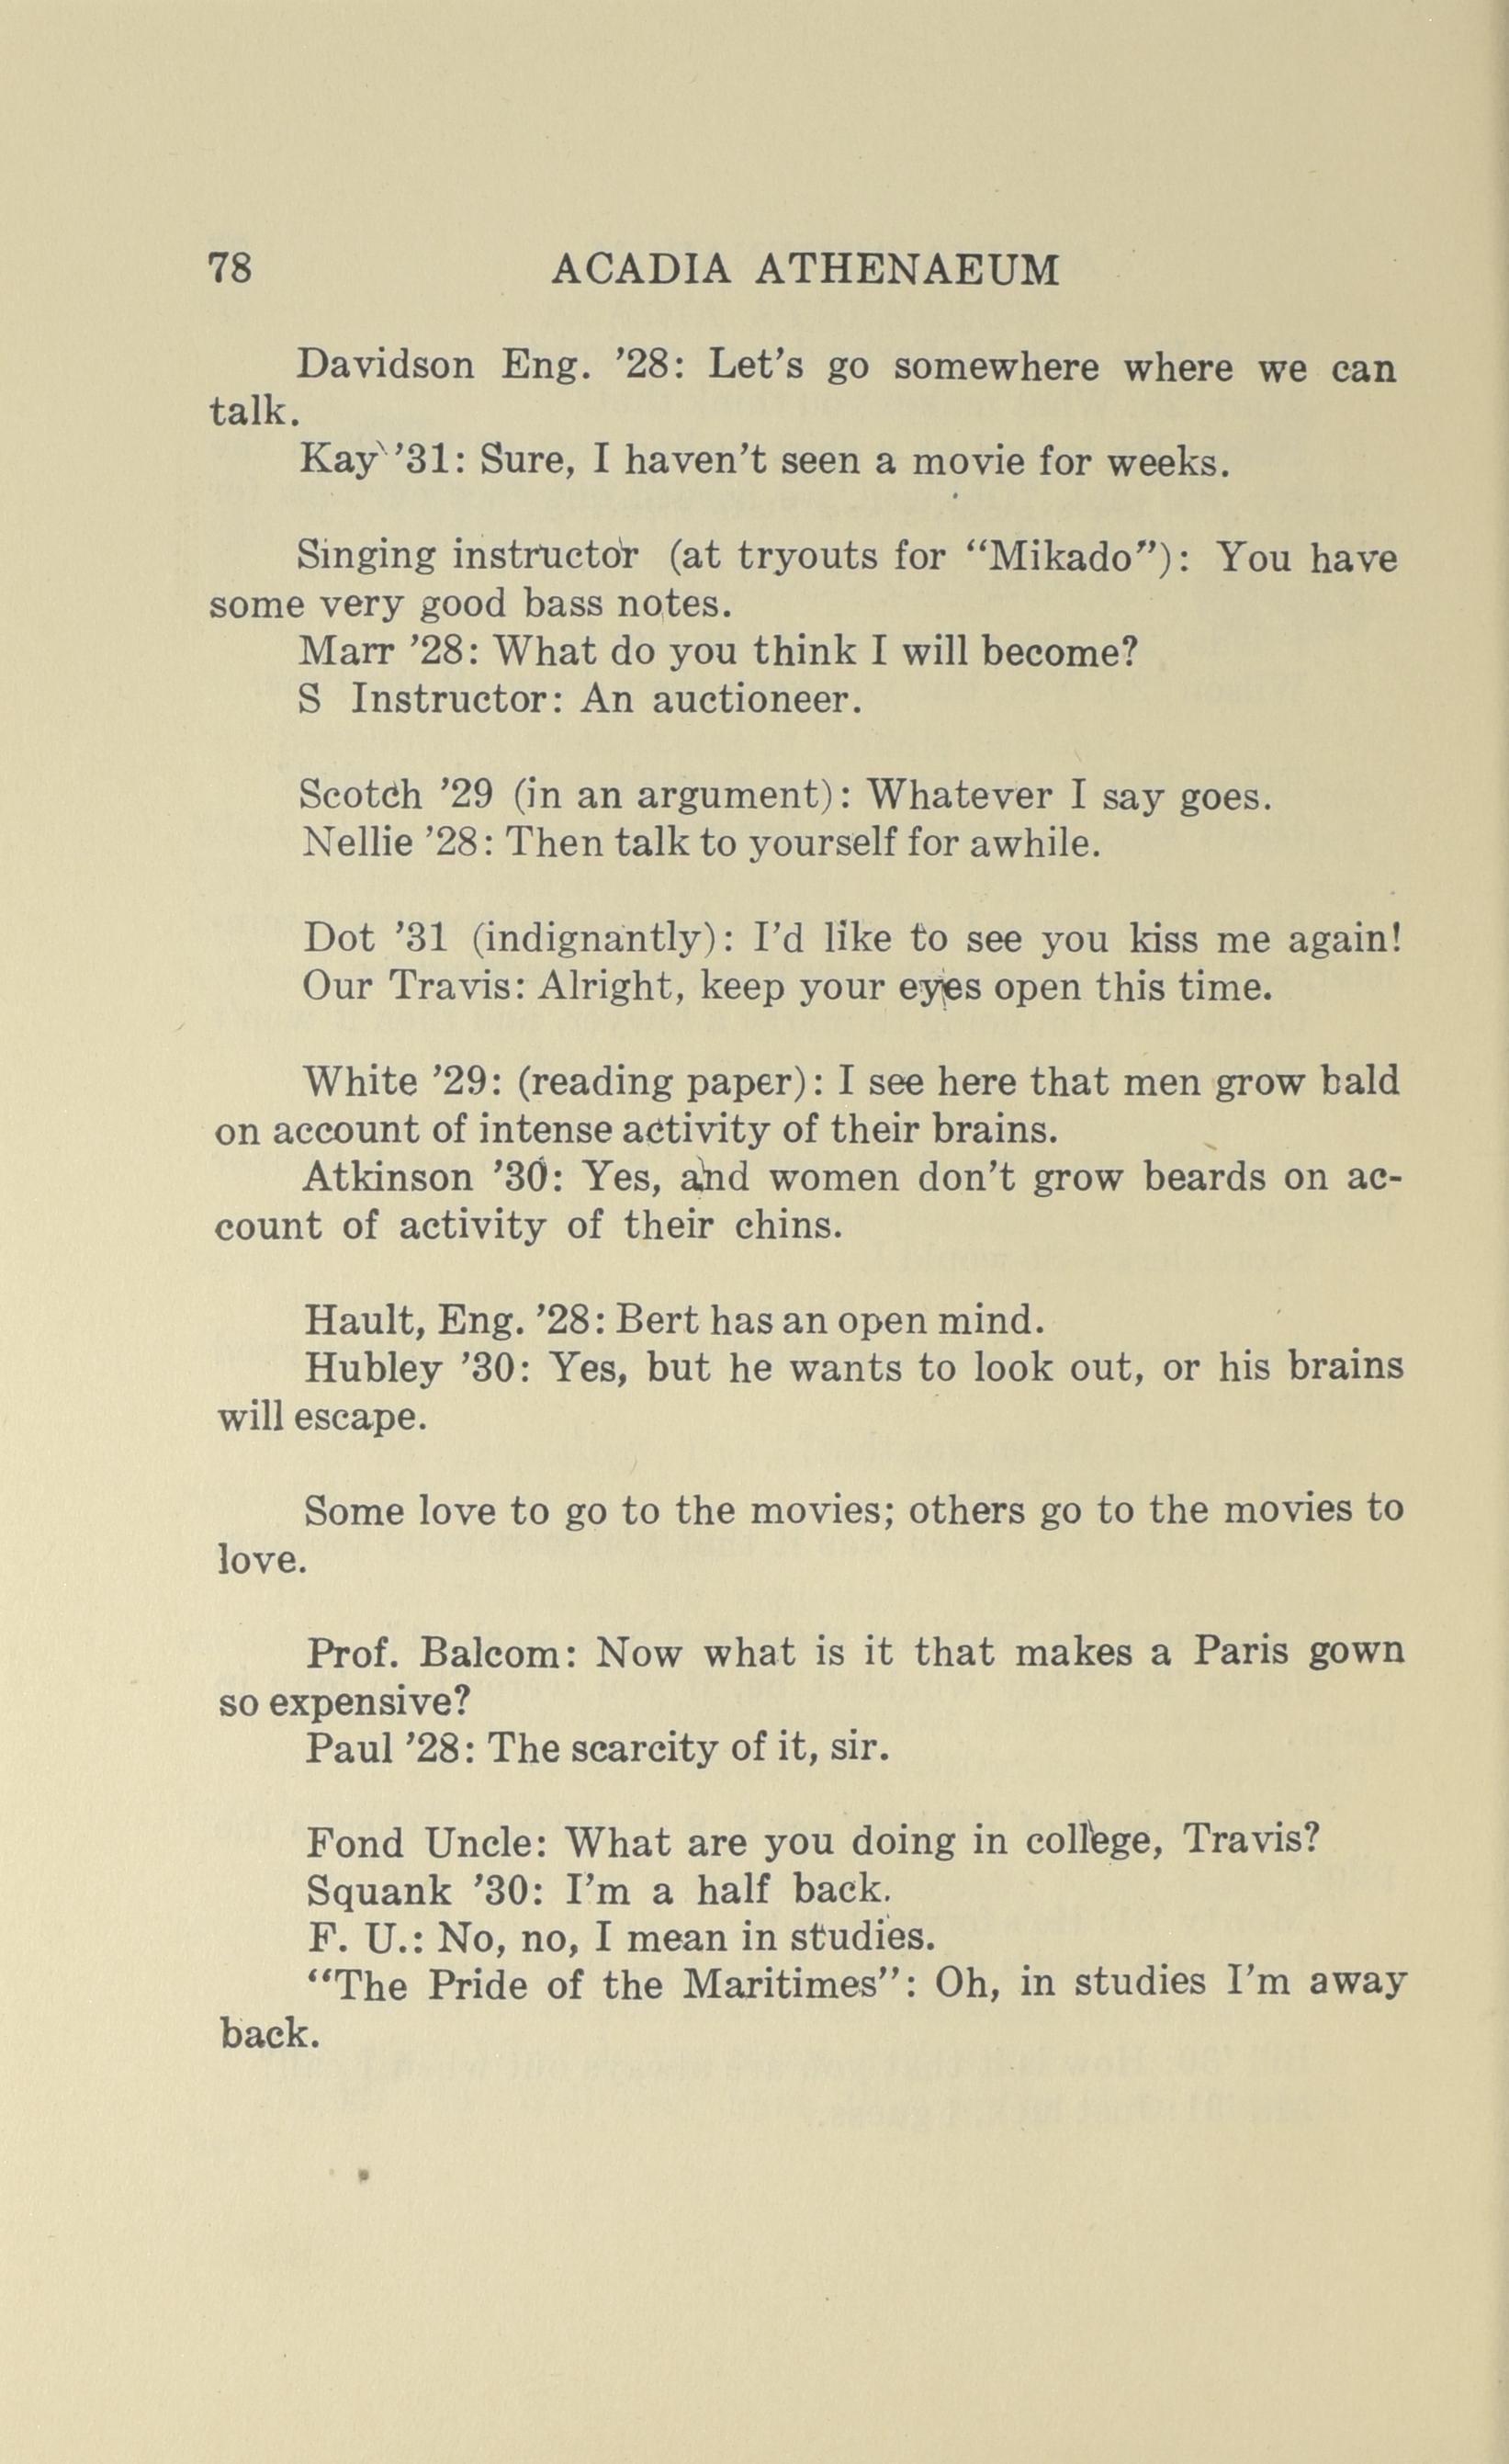 78 ACADIA ATHENAEUM
Davidson Eng. ’28: Let’s go somewhere where we can
talk.
Kay ’31: Sure, I haven’t seen a movie for weeks.
Singing instructor (at tryouts for “Mikado”): You have
some very good bass notes.
Marr ’28: What do you think I will become?
S Instructor: An auctioneer.
Scotch ’29 (in an argument): Whatever I say goes.
Nellie ’28: Then talk to yourself for awhile.
Dot ’31 (indignantly): I’d like to see you kiss me again!
Our Travis: Alright, keep your eyes open this time.
White ’29: (reading paper): I see here that men grow bald
on account of intense activity of their brains.
Atkinson ’30: Yes, and women don’t grow beards on ac-
count of activity of their chins.
Hault, Eng. ’28: Bert has an open mind.
Hubley ’30: Yes, but he wants to look out, or his brains
will escape.
Some love to go to the movies; others go to the movies to
love.
Prof. Balcom: Now what is it that makes a Paris gown
so expensive?
Paul ’28: The scarcity of it, sir.
Fond Uncle: What are you doing in college, Travis?
Squank ’30: I’m a half back.
F. U.: No, no, I mean in studies.
“The Pride of the Maritimes”: Oh, in studies I’m away
back.